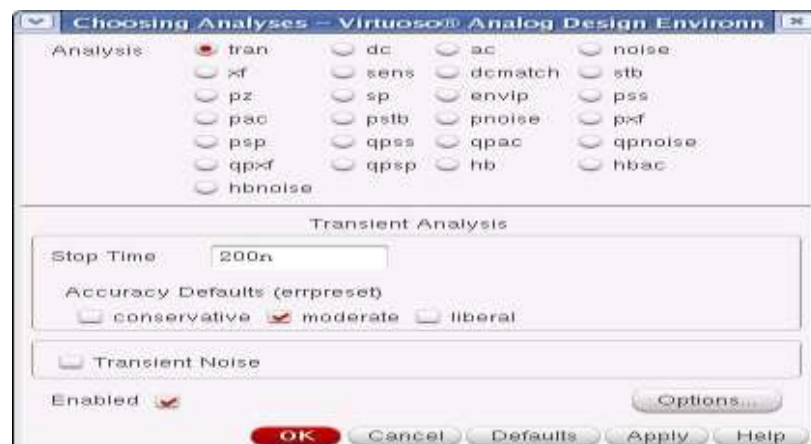 Choosing Analyses – Virtuoso® Analog Design Environn
Analysis tran dc ac noise
xf sens dcmatch stb
pz sp envlp pss
pac pstb pnoise pxf
psp qpss qpac qpnoise
qpxf qpsp hb hbac
hbnoise
Transient Analysis
Stop Time 200n
Accuracy Defaults (errpreset)
conservative moderate liberal
Transient Noise
Enabled Options...
OK Cancel Defaults Apply Help